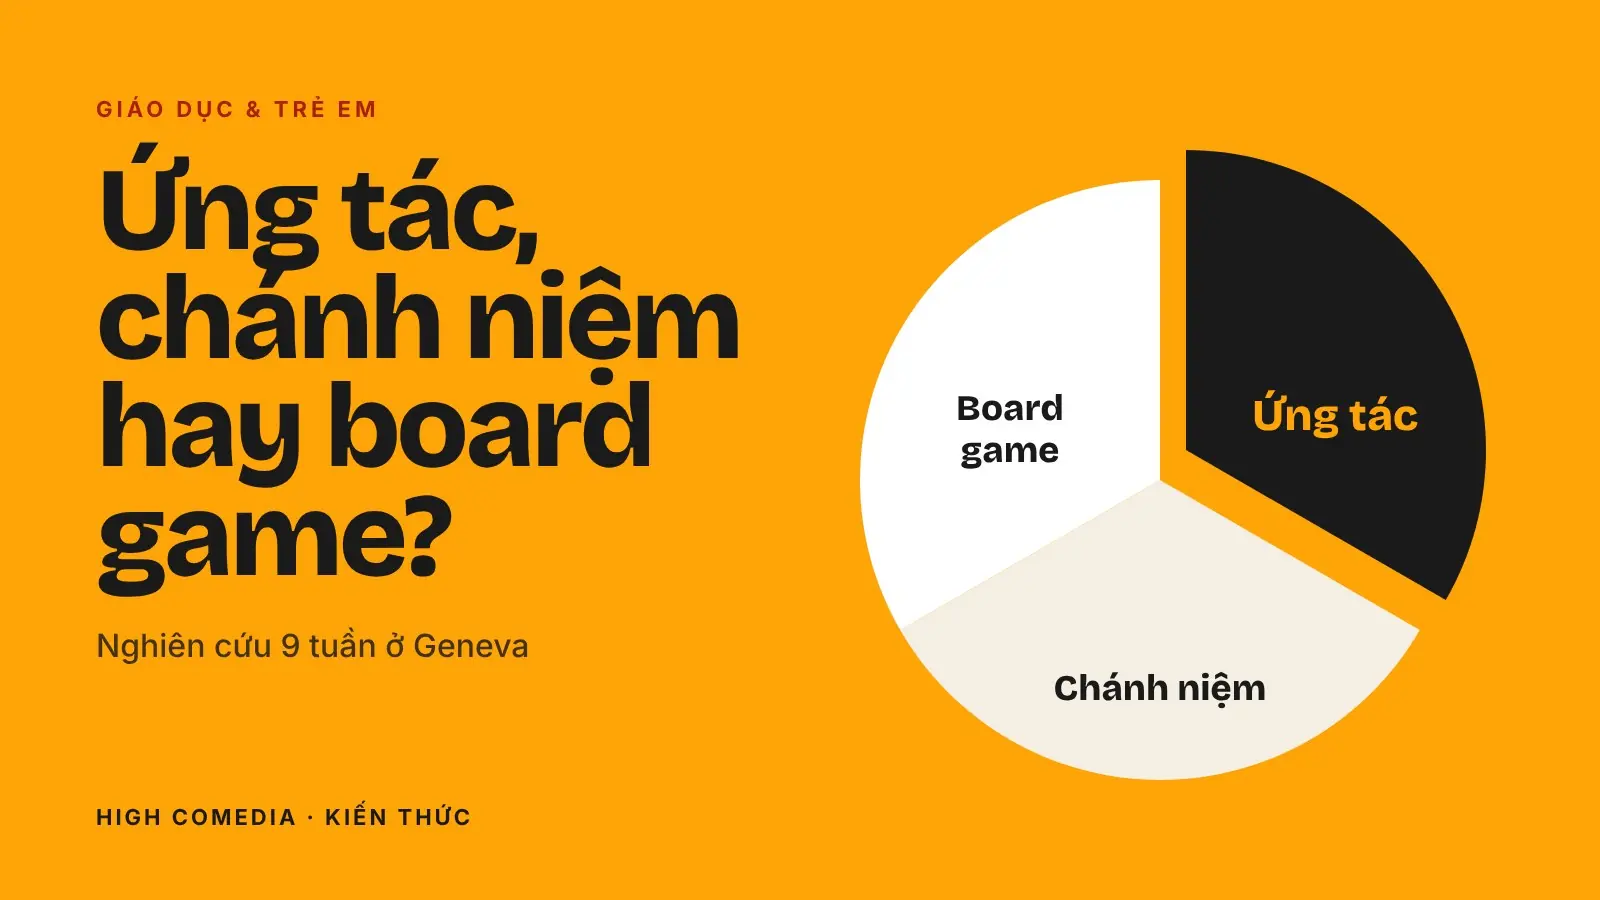 GIÁO DỤC & TRẺ EM
Ứng tác,
chánh niệm
hay board
game?
Nghiên cứu 9 tuần ở Geneva
HIGH COMEDIA · KIẾN THỨC
Board
game
Ứng tác
Chánh niệm